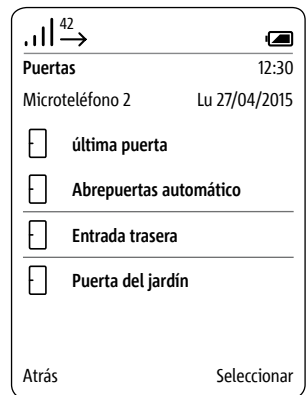 42
Puertas 12:30
Microteléfono 2 Lu 27/04/2015
última puerta
Abrepuertas automático
Entrada trasera
Puerta del jardín
Atrás Seleccionar